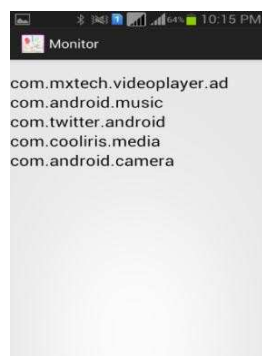 64% 10:15 PM
Monitor
com.mxtech.videoplayer.ad
com.android.music
com.twitter.android
com.cooliris.media
com.android.camera